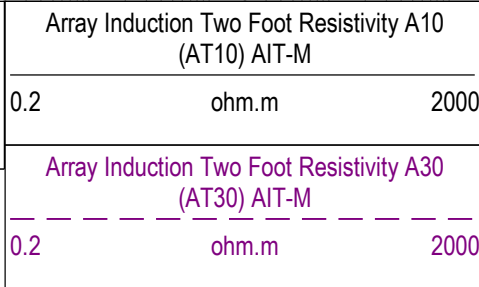 Array Induction Two Foot Resistivity A10
(AT10) AIT-M
0.2 ohm.m 2000
Array Induction Two Foot Resistivity A30
(AT30) AIT-M
0.2 ohm.m 2000